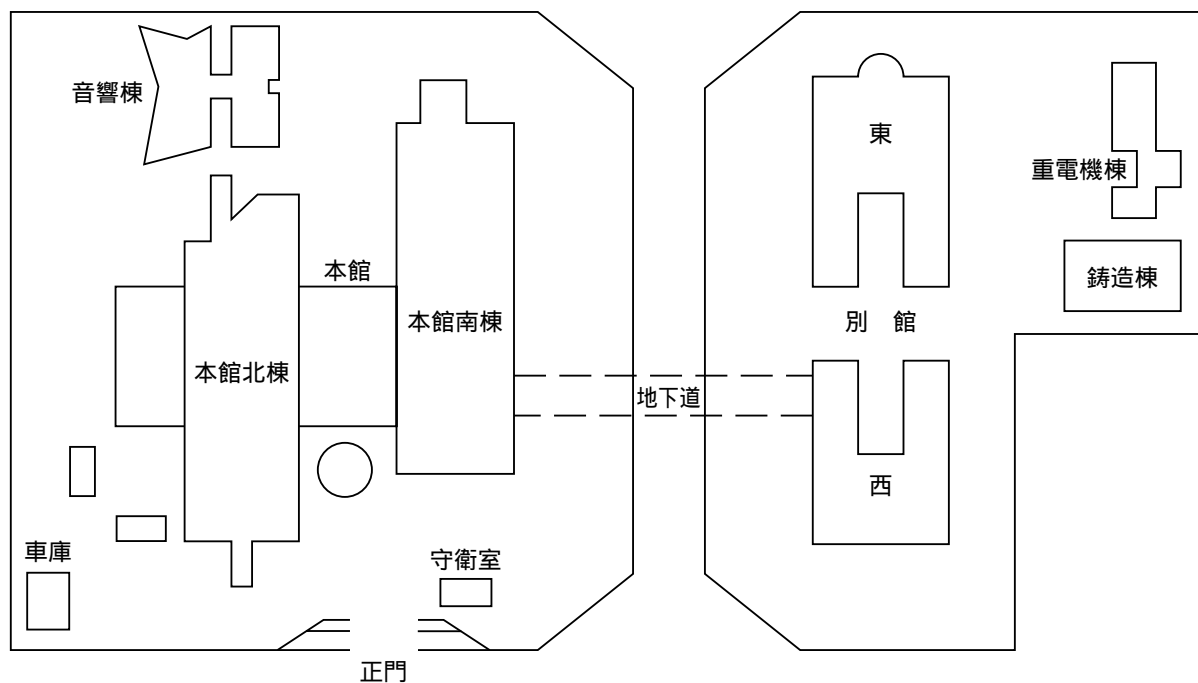 音響棟
東
重電機棟
本館
鋳造棟
本館南棟
別　館
本館北棟
地下道
西
車庫
守衛室
正門